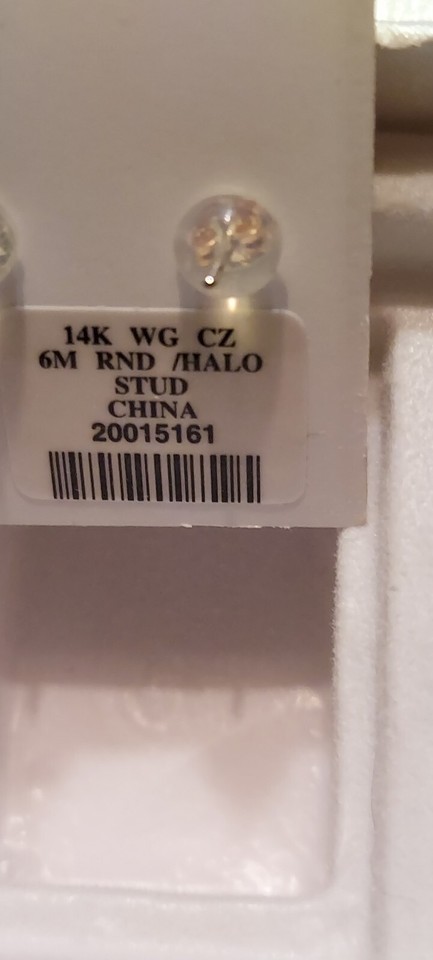 14K WG CZ
6M RND /HALO
STUD
CHINA
20015161